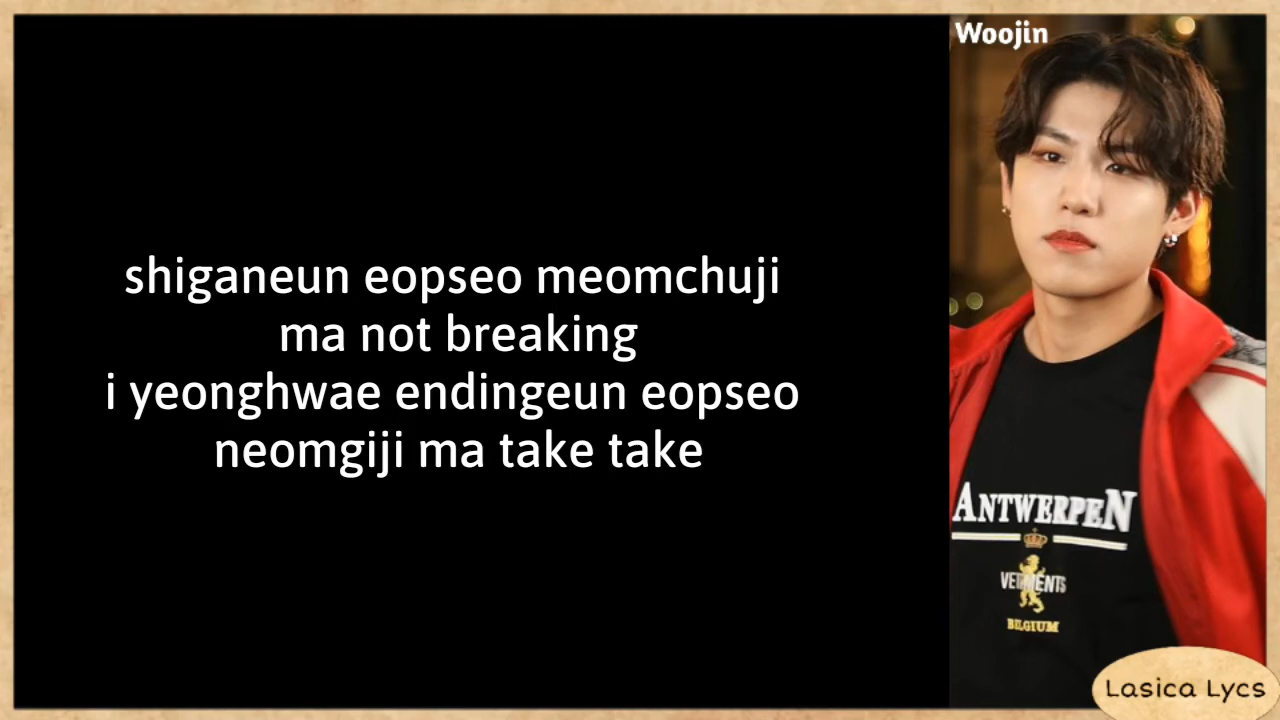 Woojin
shiganeun eopseo meomchuji
ma not breaking
i yeonghwae endingeun eopseo
neomgiji ma take take
ANTWERPEN
VETEMENTS
BELGIUM
Lasica Lycs